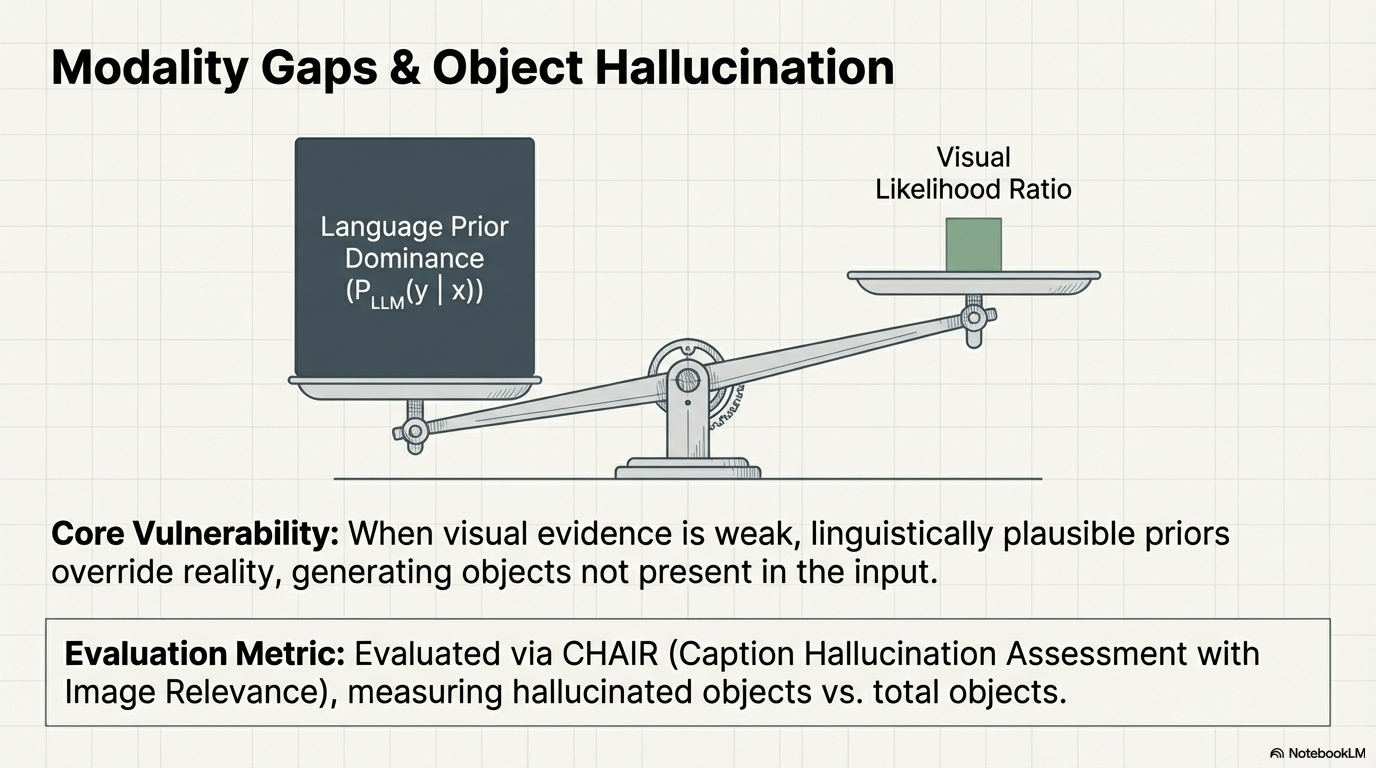 Modality Gaps & Object Hallucination
Language Prior
Dominance
(P_LLM(y | x))
Visual
Likelihood Ratio
Core Vulnerability: When visual evidence is weak, linguistically plausible priors
override reality, generating objects not present in the input.
Evaluation Metric: Evaluated via CHAIR (Caption Hallucination Assessment with
Image Relevance), measuring hallucinated objects vs. total objects.
NotebookLM